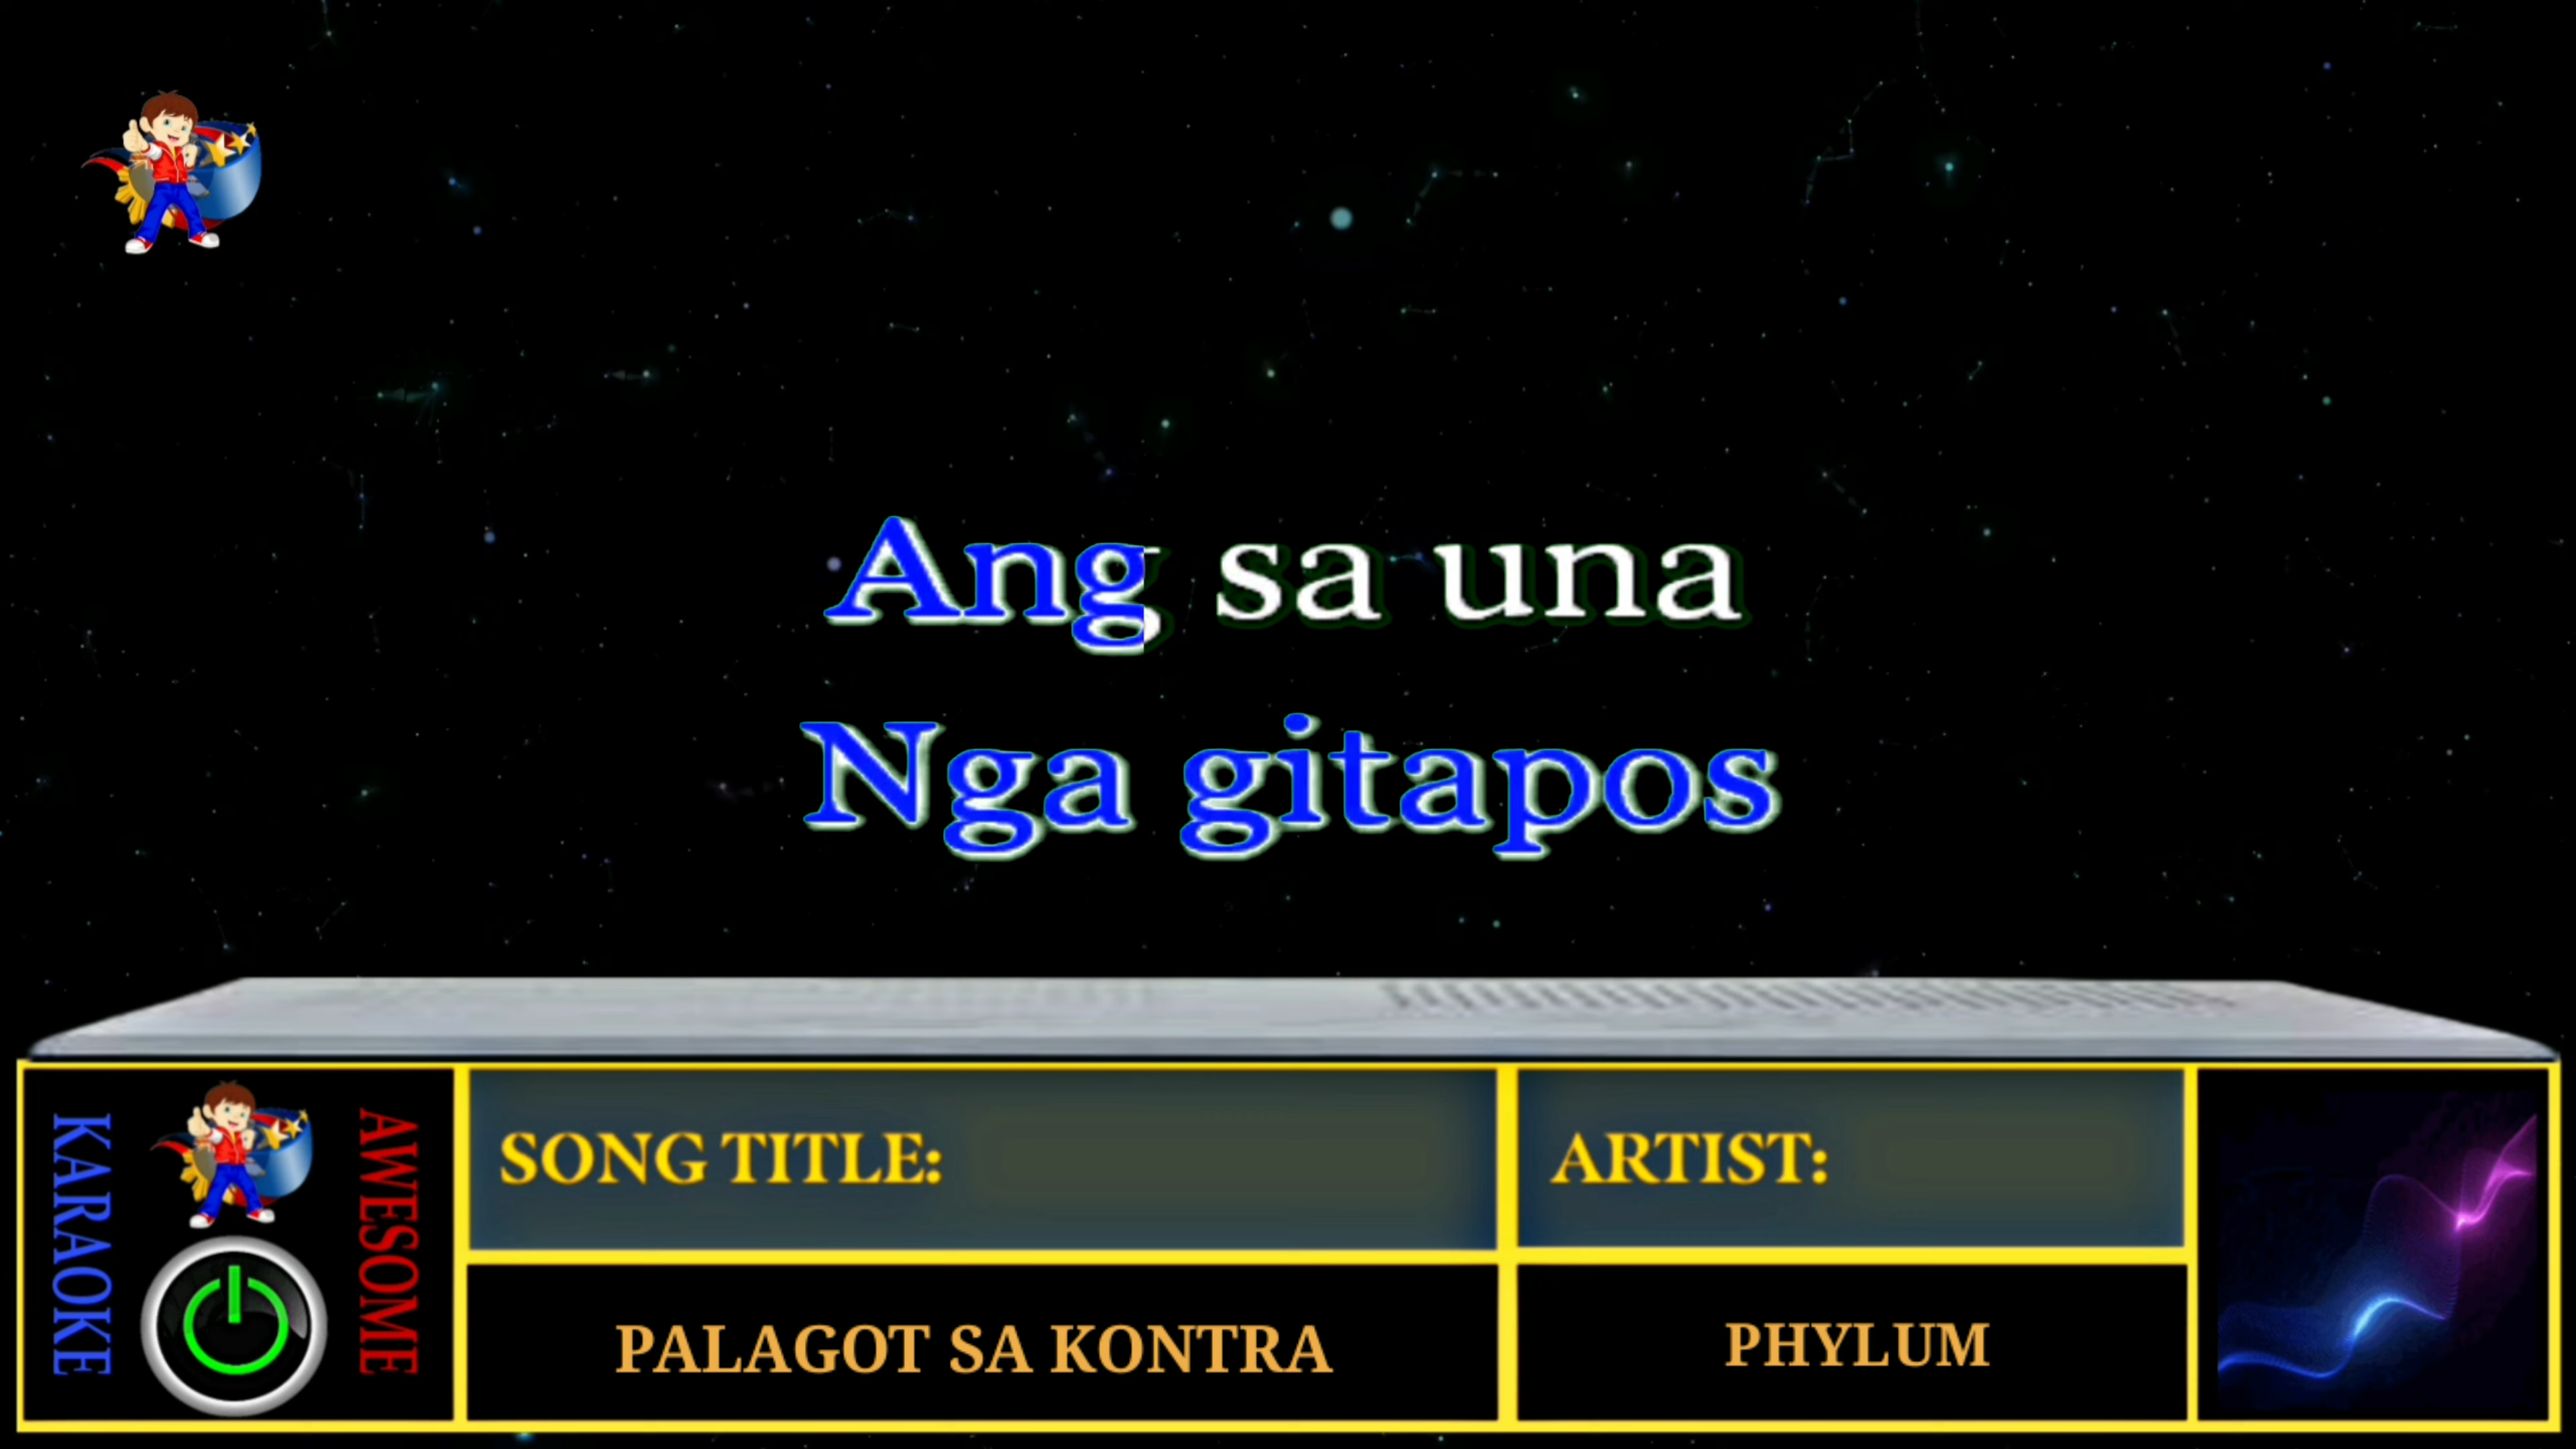 Ang sa una
Nga gitapos
KARAOKE
AWESOME
SONG TITLE:
ARTIST:
PALAGOT SA KONTRA
PHYLUM